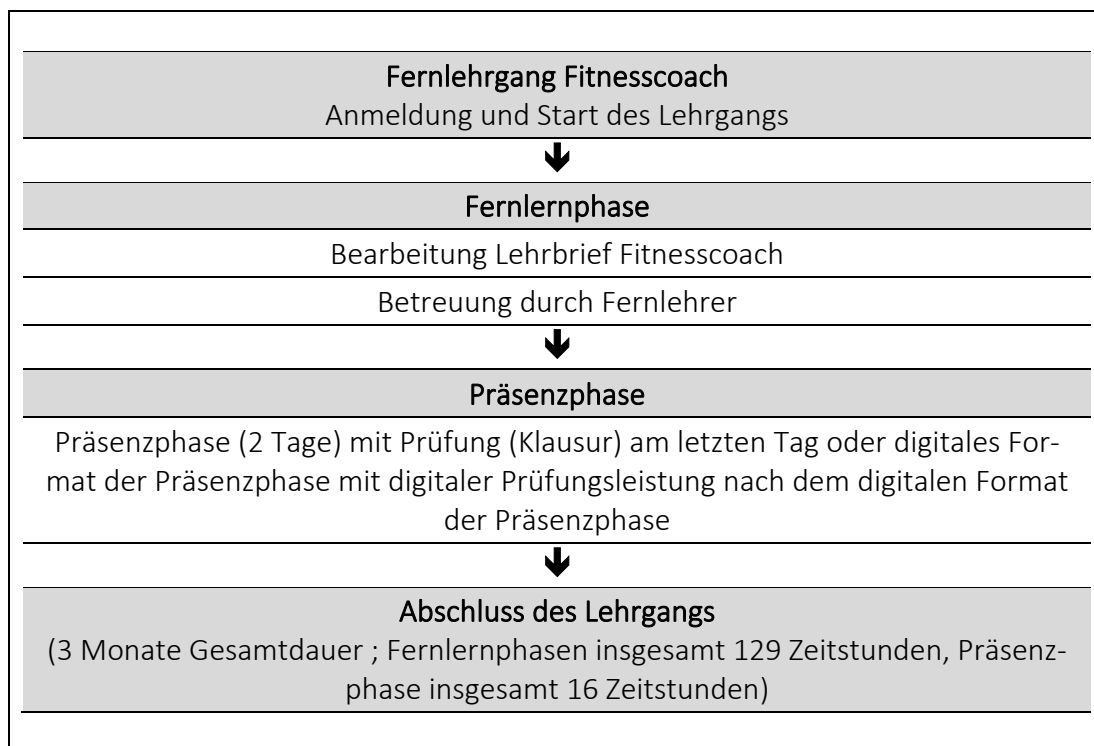 Fernlehrgang Fitnesscoach
Anmeldung und Start des Lehrgangs
Fernlernphase
Bearbeitung Lehrbrief Fitnesscoach
Betreuung durch Fernlehrer
Präsenzphase
Präsenzphase (2 Tage) mit Prüfung (Klausur) am letzten Tag oder digitales For-
mat der Präsenzphase mit digitaler Prüfungsleistung nach dem digitalen Format
der Präsenzphase
Abschluss des Lehrgangs
(3 Monate Gesamtdauer ; Fernlernphasen insgesamt 129 Zeitstunden, Präsenz-
phase insgesamt 16 Zeitstunden)